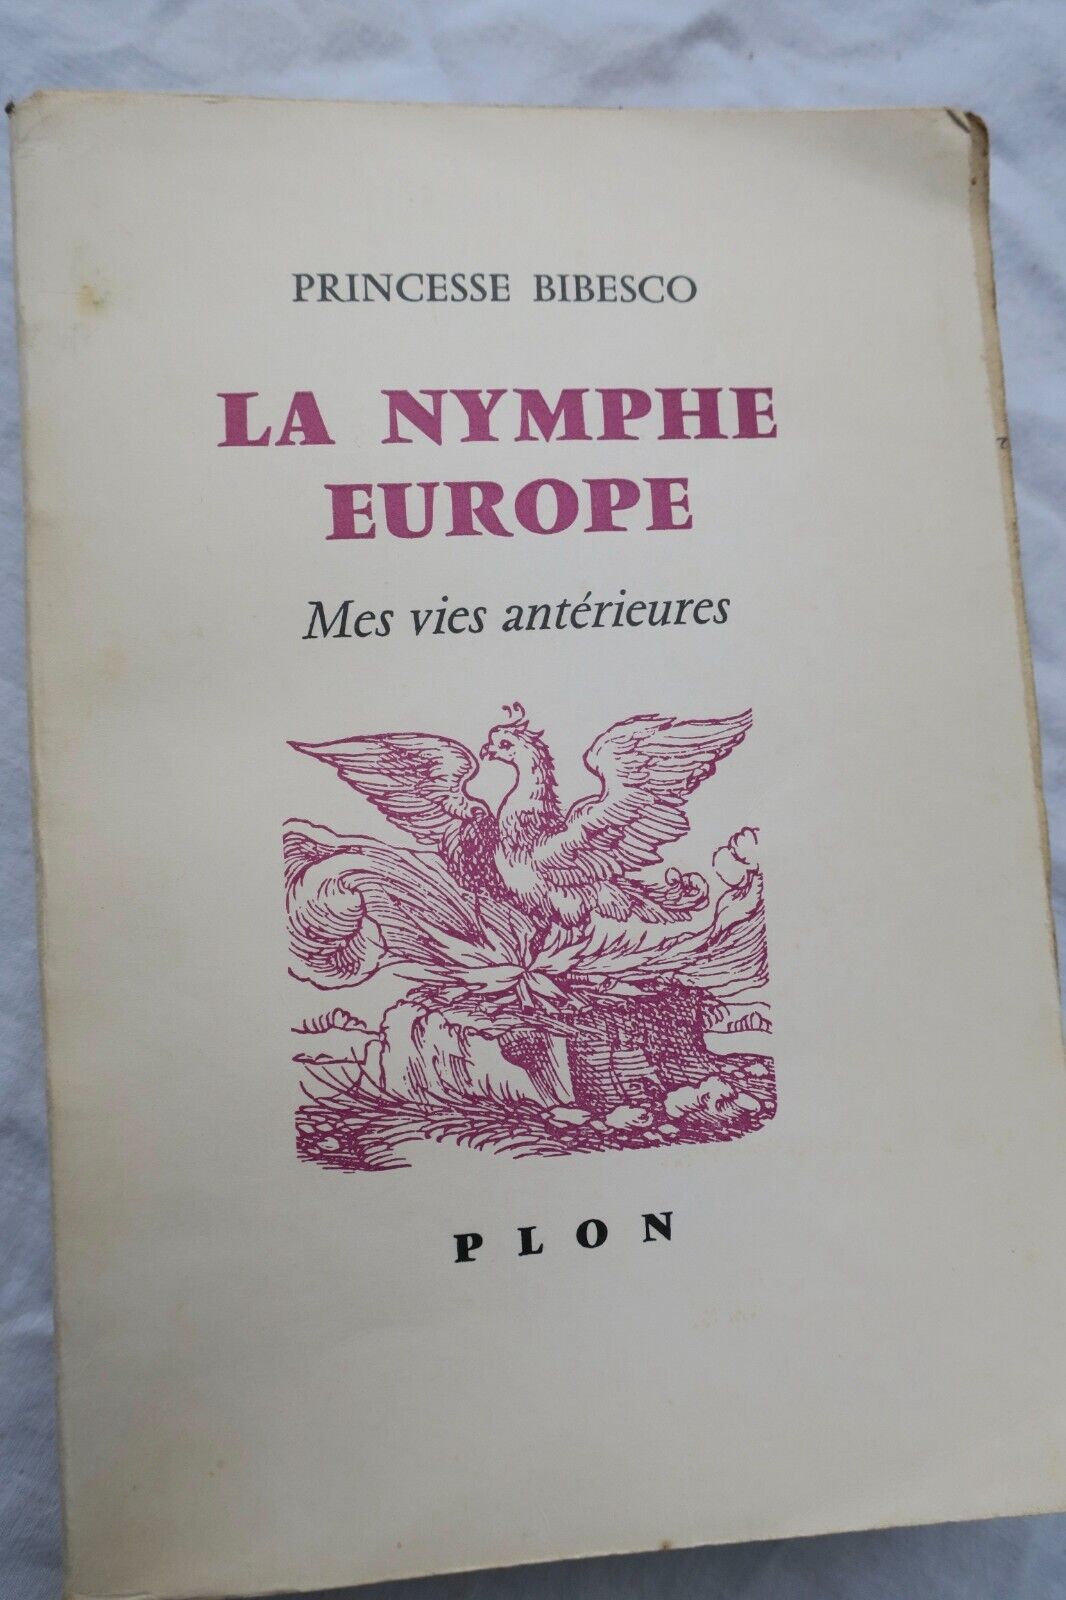 PRINCESSE BIBESCO
LA NYMPHE
EUROPE
Mes vies antérieures
PLON